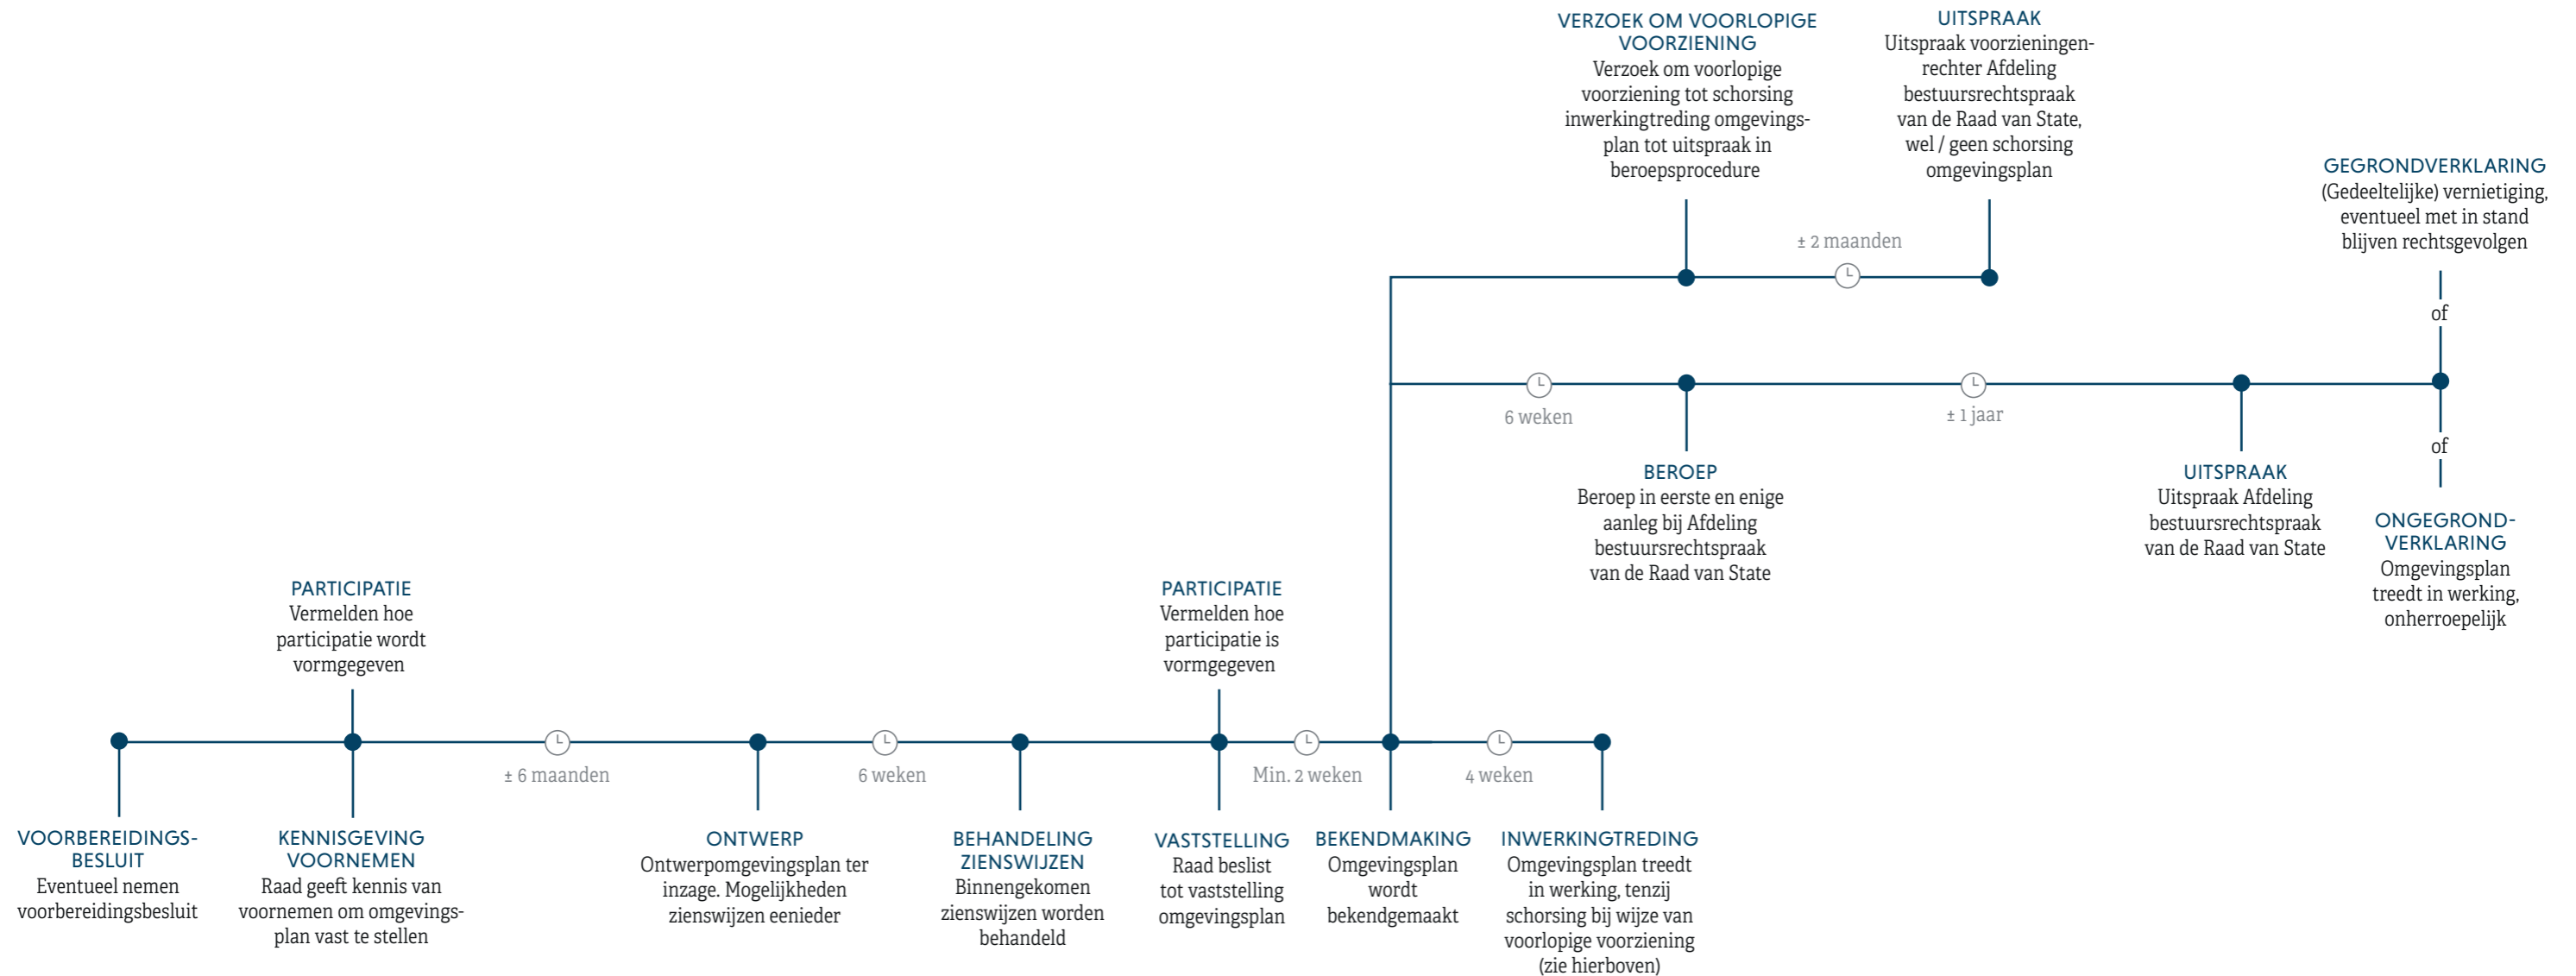 VERZOEK OM VOORLOPIGE
VOORZIENING
Verzoek om voorlopige
voorziening tot schorsing
inwerkingtreding omgevings-
plan tot uitspraak in
beroepsprocedure
UITSPRAAK
Uitspraak voorzieningen-
rechter Afdeling
bestuursrechtspraak
van de Raad van State,
wel / geen schorsing
omgevingsplan
± 2 maanden
GEGRONDVERKLARING
(Gedeeltelijke) vernietiging,
eventueel met in stand
blijven rechtsgevolgen
of
6 weken
± 1 jaar
of
BEROEP
Beroep in eerste en enige
aanleg bij Afdeling
bestuursrechtspraak
van de Raad van State
UITSPRAAK
Uitspraak Afdeling
bestuursrechtspraak
van de Raad van State
ONGEGROND-
VERKLARING
Omgevingsplan
treedt in werking,
onherroepelijk
PARTICIPATIE
Vermelden hoe
participatie wordt
vormgegeven
PARTICIPATIE
Vermelden hoe
participatie is
vormgegeven
± 6 maanden
6 weken
Min. 2 weken
4 weken
VOORBEREIDINGS-
BESLUIT
Eventueel nemen
voorbereidingsbesluit
KENNISGEVING
VOORNEMEN
Raad geeft kennis van
voornemen om omgevings-
plan vast te stellen
ONTWERP
Ontwerpomgevingsplan ter
inzage. Mogelijkheden
zienswijzen eenieder
BEHANDELING
ZIENSWIJZEN
Binnengekomen
zienswijzen worden
behandeld
VASTSTELLING
Raad beslist
tot vaststelling
omgevingsplan
BEKENDMAKING
Omgevingsplan
wordt
bekendgemaakt
INWERKINGTREDING
Omgevingsplan treedt
in werking, tenzij
schorsing bij wijze van
voorlopige voorziening
(zie hierboven)